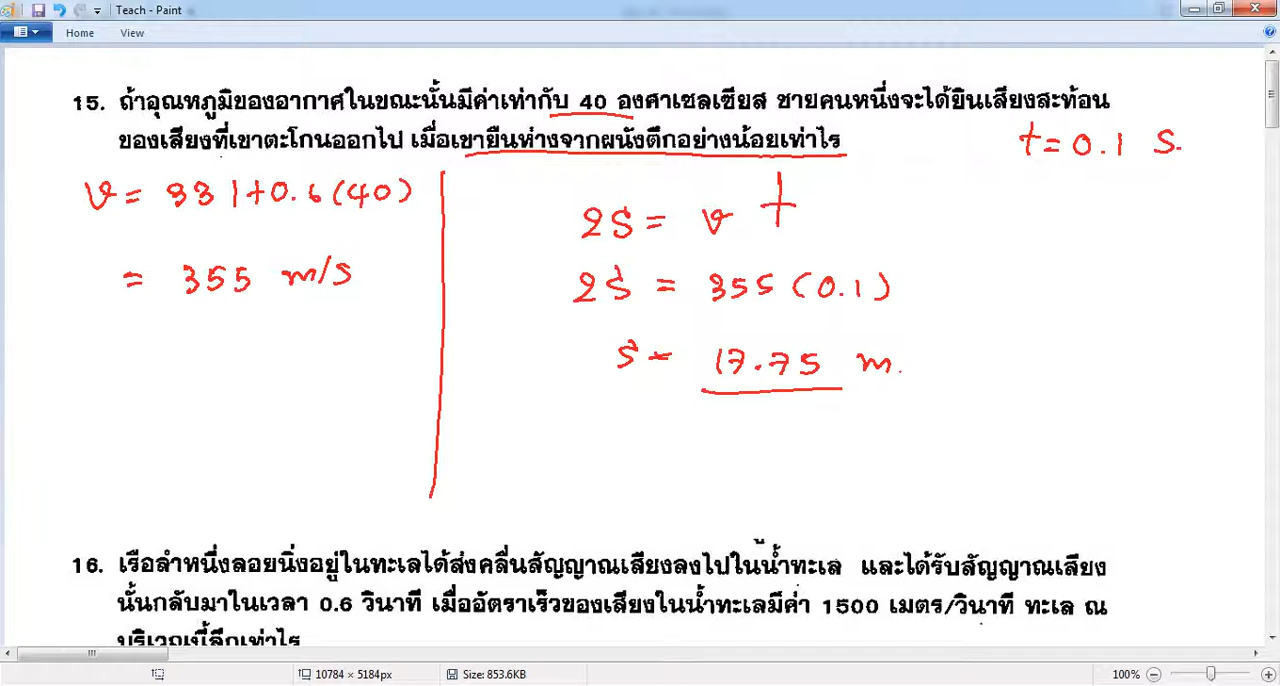 Teach - Paint
Home View
15. ถ้าอุณหภูมิของอากาศในขณะนั้นมีค่าเท่ากับ 40 องศาเซลเซียส ชายคนหนึ่งจะได้ยินเสียงสะท้อน
ของเสียงที่เขาตะโกนออกไป เมื่อเขายืนห่างจากผนังตึกอย่างน้อยเท่าไร
t = 0.1 S.
v = 331+0.6(40)
= 355 m/s
2S = v t
2S = 355(0.1)
S = 17.75 m.
16. เรือลำหนึ่งลอยนิ่งอยู่ในทะเลได้ส่งคลื่นสัญญาณเสียงลงไปในน้ำทะเล และได้รับสัญญาณเสียง
นั้นกลับมาในเวลา 0.6 วินาที เมื่ออัตราเร็วของเสียงในน้ำทะเลมีค่า 1500 เมตร/วินาที ทะเล ณ
บริเวณนี้ลึกเท่าไร
10784 × 5184px Size: 853.6KB 100%